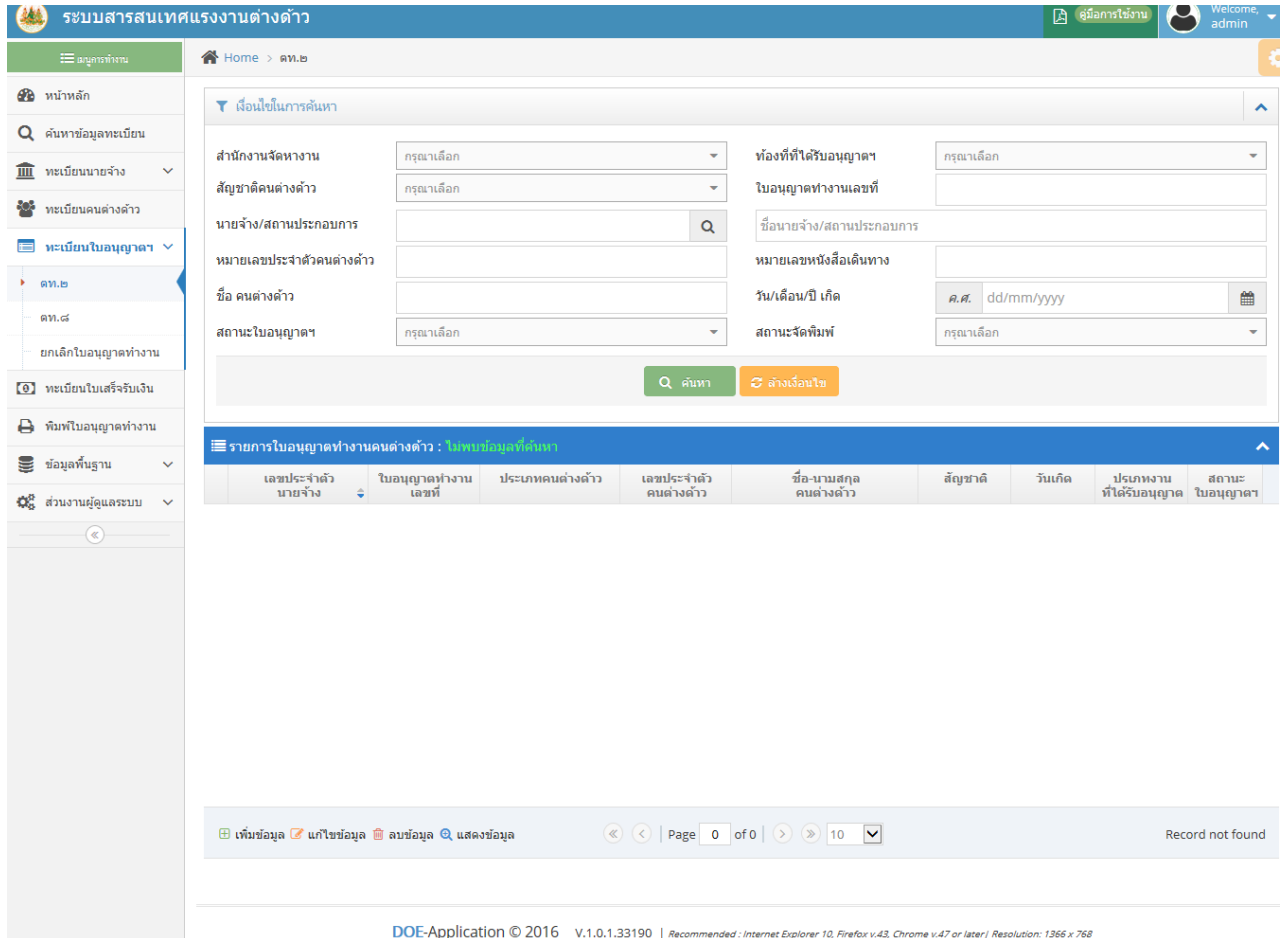 ระบบสารสนเทศแรงงานต่างด้าว
คู่มือการใช้งาน
Welcome,
admin
เมนูการทำงาน
Home > ตท.๒
หน้าหลัก
ค้นหาข้อมูลทะเบียน
ทะเบียนนายจ้าง
ทะเบียนคนต่างด้าว
ทะเบียนใบอนุญาตฯ
ตท.๒
ตท.๘
ยกเลิกใบอนุญาตทำงาน
ทะเบียนใบเสร็จรับเงิน
พิมพ์ใบอนุญาตทำงาน
ข้อมูลพื้นฐาน
ส่วนงานผู้ดูแลระบบ
เงื่อนไขในการค้นหา
สำนักงานจัดหางาน กรุณาเลือก ท้องที่ที่ได้รับอนุญาตฯ กรุณาเลือก
สัญชาติคนต่างด้าว กรุณาเลือก ใบอนุญาตทำงานเลขที่
นายจ้าง/สถานประกอบการ ชื่อนายจ้าง/สถานประกอบการ
หมายเลขประจำตัวคนต่างด้าว หมายเลขหนังสือเดินทาง
ชื่อ คนต่างด้าว วัน/เดือน/ปี เกิด ค.ศ. dd/mm/yyyy
สถานะใบอนุญาตฯ กรุณาเลือก สถานะจัดพิมพ์ กรุณาเลือก
ค้นหา ล้างเงื่อนไข
รายการใบอนุญาตทำงานคนต่างด้าว : ไม่พบข้อมูลที่ค้นหา
เลขประจำตัว ใบอนุญาตทำงาน ประเภทคนต่างด้าว เลขประจำตัว ชื่อ-นามสกุล สัญชาติ วันเกิด ประเภทงาน สถานะ
นายจ้าง เลขที่ คนต่างด้าว คนต่างด้าว ที่ได้รับอนุญาต ใบอนุญาตฯ
เพิ่มข้อมูล แก้ไขข้อมูล ลบข้อมูล แสดงข้อมูล Page 0 of 0 10 Record not found
DOE-Application © 2016 V.1.0.1.33190 | Recommended : Internet Explorer 10, Firefox v.43, Chrome v.47 or later| Resolution: 1366 x 768